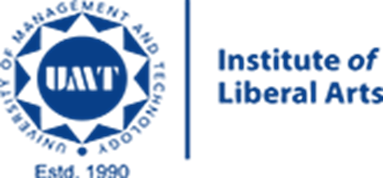 UNIVERSITY OF MANAGEMENT AND TECHNOLOGY
UMT
Estd. 1990
Institute of
Liberal Arts